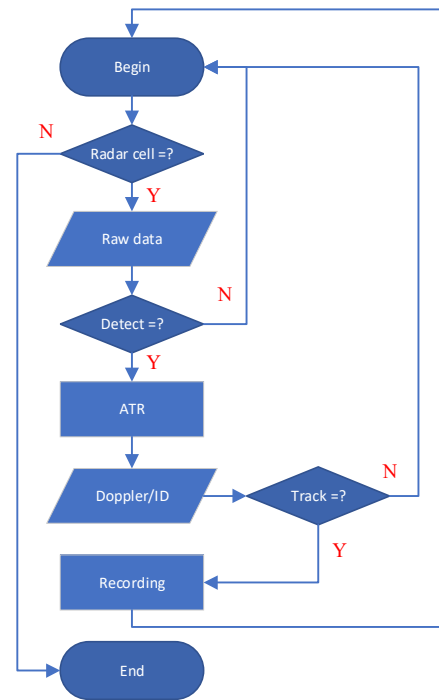 Begin
N
Radar cell =?
Y
Raw data
N
Detect =?
Y
ATR
N
Doppler/ID
Track =?
Y
Recording
End